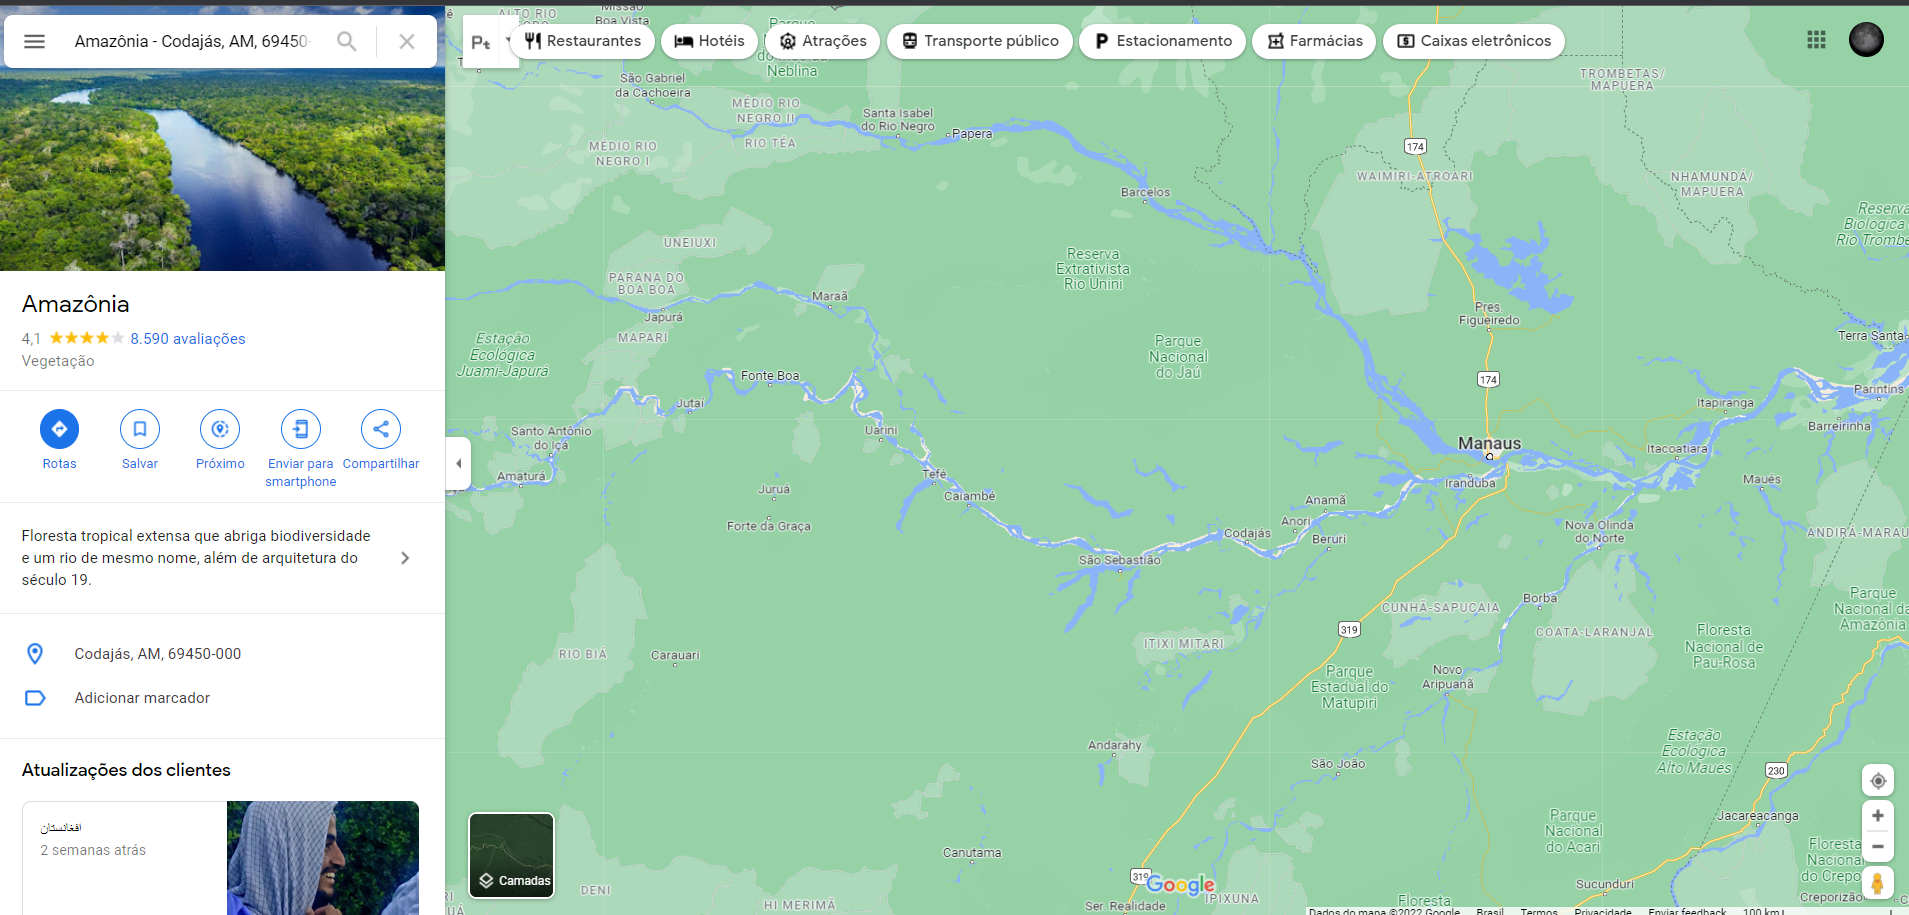 Amazônia - Codajás, AM, 69450-
Restaurantes
Hotéis
Atrações
Transporte público
Estacionamento
Farmácias
Caixas eletrônicos
Amazônia
4,1
8.590 avaliações
Vegetação
Rotas
Salvar
Próximo
Enviar para
smartphone
Compartilhar
Floresta tropical extensa que abriga biodiversidade
e um rio de mesmo nome, além de arquitetura do
século 19.
Codajás, AM, 69450-000
Adicionar marcador
Atualizações dos clientes
افغانستان
2 semanas atrás
Camadas
ALTO RIO
Boa Vista
Parque
Neblina
São Gabriel
da Cachoeira
MÉDIO RIO
NEGRO II
MÉDIO RIO
NEGRO I
RIO TÉA
Santa Isabel
do Rio Negro
Papera
Barcelos
174
WAIMIRI-ATROARI
TROMBETAS/
MAPUERA
NHAMUNDÁ/
MAPUERA
Reserva
Biológica
Rio Trombe
UNEIUXI
PARANA DO
BOA BOA
Maraã
Japurá
MAPARI
Estação
Ecológica
Juami-Japurá
Reserva
Extrativista
Rio Unini
Parque
Nacional
do Jaú
Pres.
Figueiredo
174
Terra Santa
Parintins
Itapiranga
Barreirinha
Fonte Boa
Jutaí
Santo Antônio
do Içá
Amaturá
Uarini
Tefé
Caiambé
Juruá
Forte da Graça
Manaus
Iranduba
Itacoatiara
Maués
Anamã
Anori
Codajás
Beruri
São Sebastião
Nova Olinda
do Norte
ANDIRÁ-MARAU
Borba
CUNHÃ-SAPUCAIA
COATA-LARANJAL
319
ITIXI MITARI
RIO BIÁ
Carauari
Parque
Estadual do
Matupiri
Novo
Aripuanã
Floresta
Nacional de
Pau-Rosa
Parque
Nacional da
Amazônia
Estação
Ecológica
Alto Maués
230
Andarahy
São João
Jacareacanga
Parque
Nacional
do Acari
Floresta
Nacional
do Crepo
Creporizão
Canutama
319
Google
IPIXUNA
DENI
HI MERIMÃ
Ser. Realidade
Sucunduri
Floresta
Dados do mapa ©2022 Google
Brasil
Termos
Privacidade
Enviar feedback
100 km